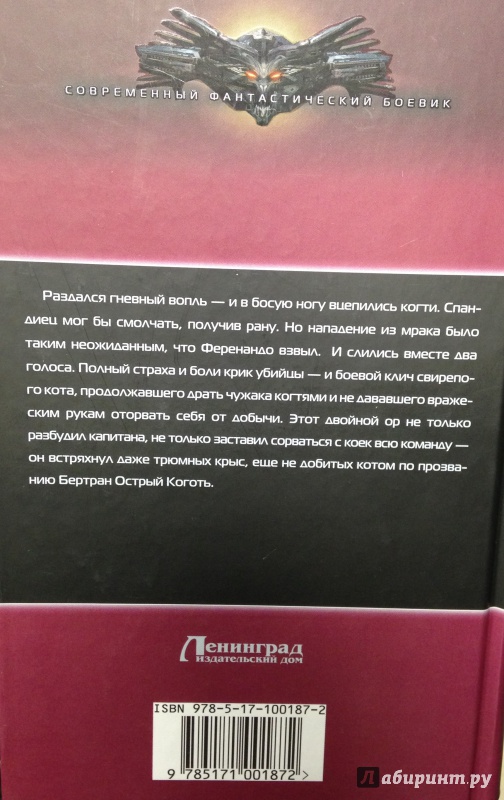 СОВРЕМЕННЫЙ ФАНТАСТИЧЕСКИЙ БОЕВИК
Раздался гневный вопль — и в босую ногу вцепились когти. Спан-
диец мог бы смолчать, получив рану. Но нападение из мрака было
таким неожиданным, что Ференандо взвыл. И слились вместе два
голоса. Полный страха и боли крик убийцы — и боевой клич свирепо-
го кота, продолжавшего драть чужака когтями и не дававшего враже-
ским рукам оторвать себя от добычи. Этот двойной ор не только
разбудил капитана, не только заставил сорваться с коек всю команду —
он встряхнул даже трюмных крыс, еще не добитых котом по прозва-
нию Бертран Острый Коготь.
Ленинград
издательский дом
ISBN 978-5-17-100187-2
9 785171 001872 >
Лабиринт.ру